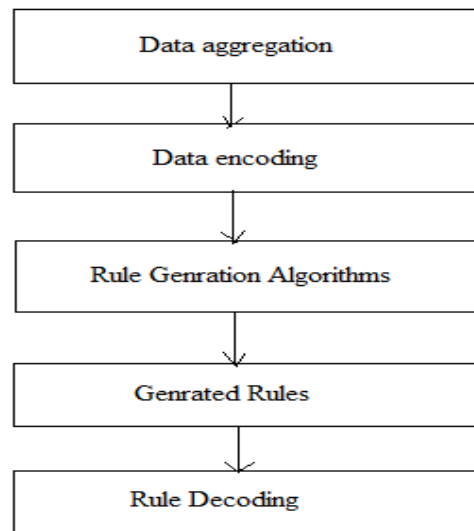 Data aggregation
Data encoding
Rule Genration Algorithms
Genrated Rules
Rule Decoding